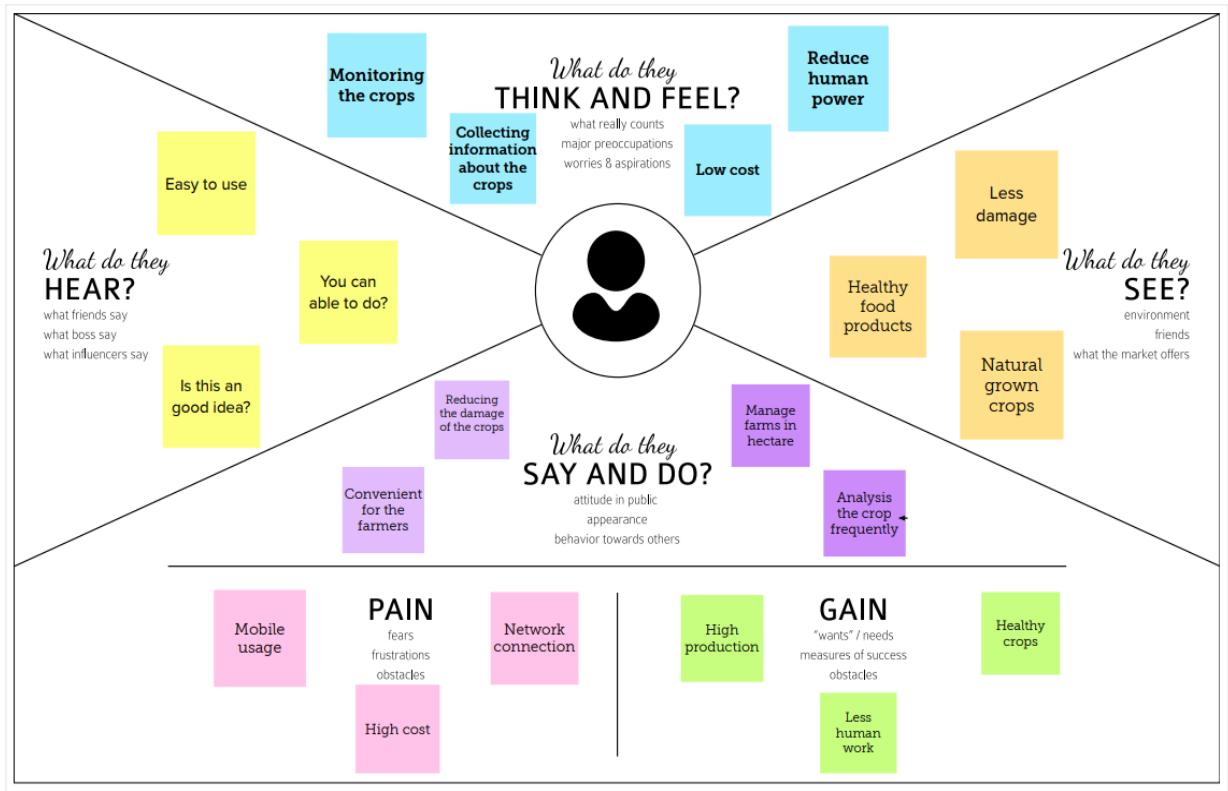 What do they
THINK AND FEEL?
what really counts
major preoccupations
worries & aspirations
Monitoring
the crops
Collecting
information
about the
crops
Low cost
Reduce
human
power
What do they
HEAR?
what friends say
what boss say
what influencers say
Easy to use
You can
able to do?
Is this an
good idea?
What do they
SEE?
environment
friends
what the market offers
Less
damage
Healthy
food
products
Natural
grown
crops
What do they
SAY AND DO?
attitude in public
appearance
behavior towards others
Reducing
the damage
of the crops
Convenient
for the
farmers
Manage
farms in
hectare
Analysis
the crop
frequently
PAIN
fears
frustrations
obstacles
Mobile
usage
Network
connection
High cost
GAIN
"wants" / needs
measures of success
obstacles
High
production
Healthy
crops
Less
human
work